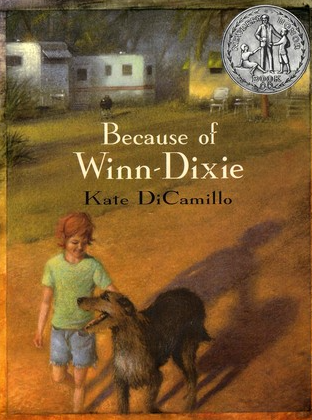 Because of
Winn-Dixie
Kate DiCamillo